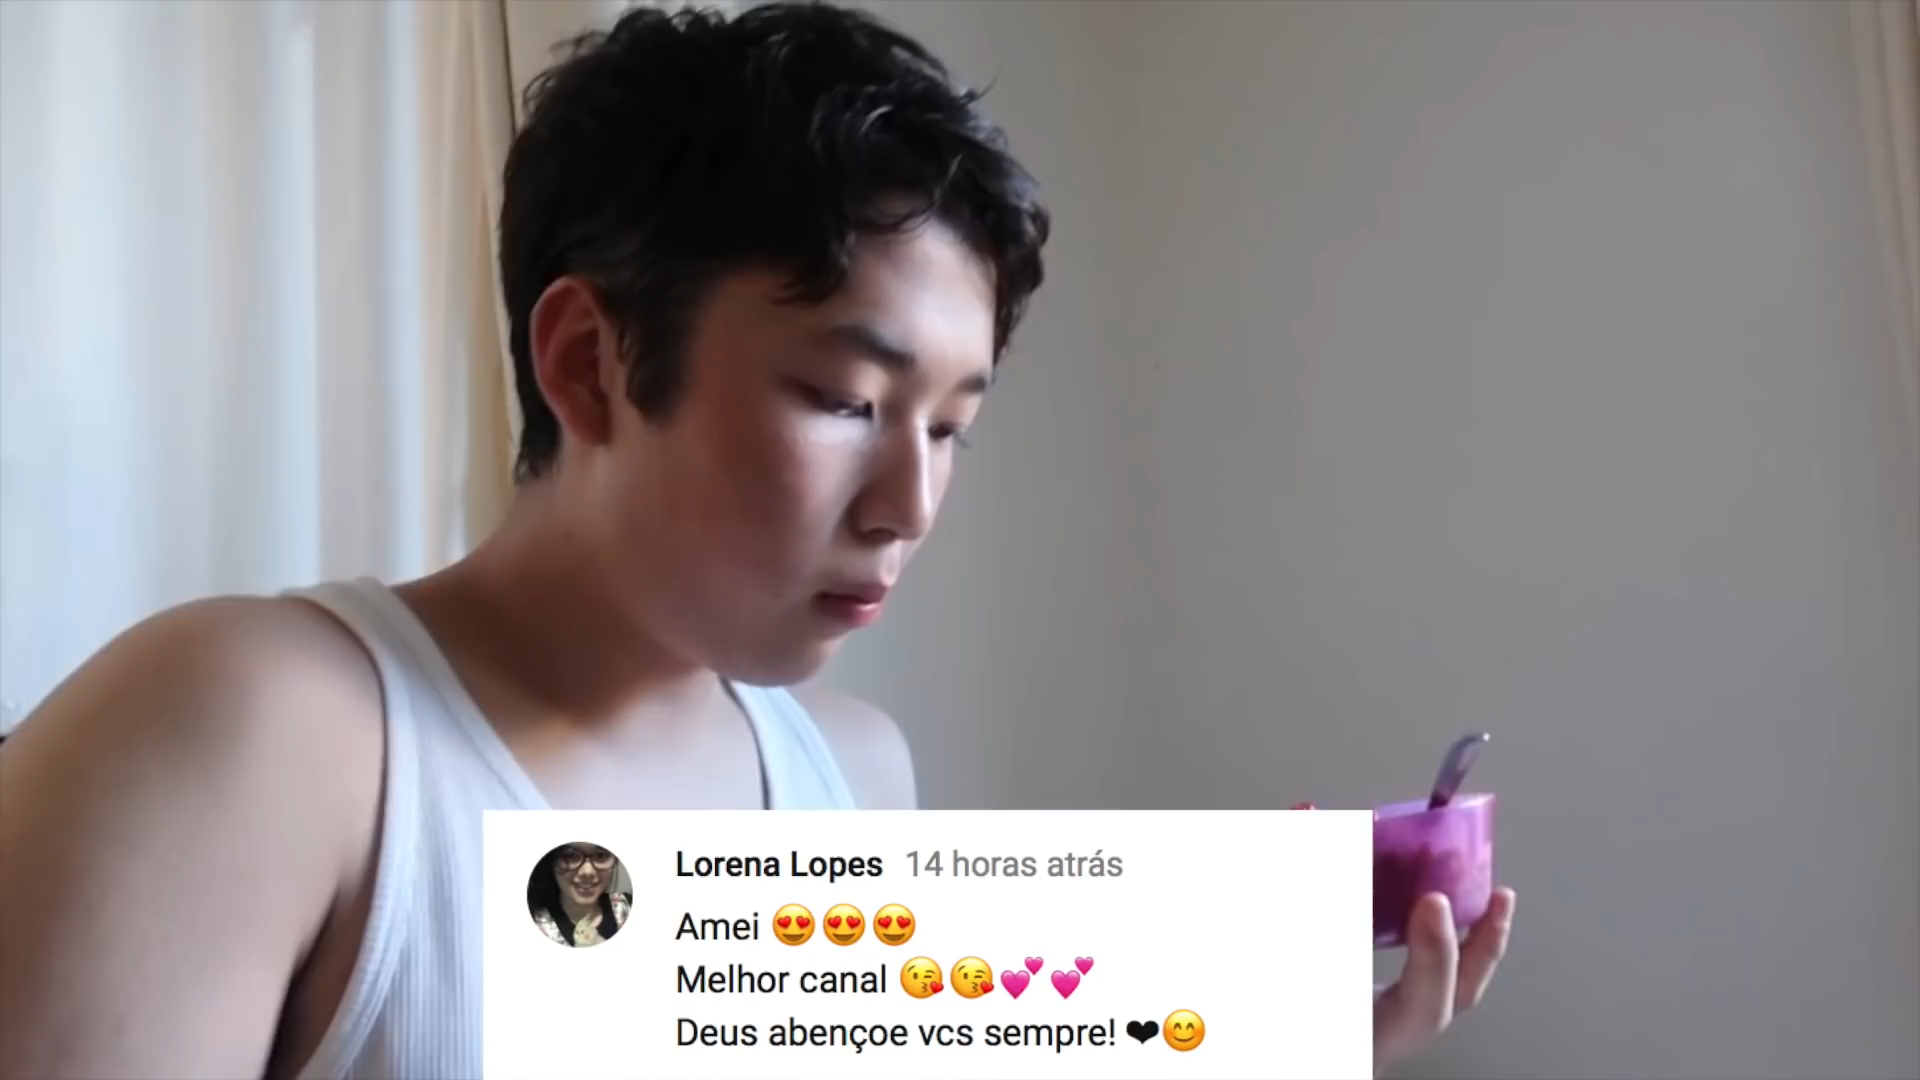 Lorena Lopes 14 horas atrás
Amei 😍😍😍
Melhor canal 😘😘💕💕
Deus abençoe vcs sempre! ❤😊